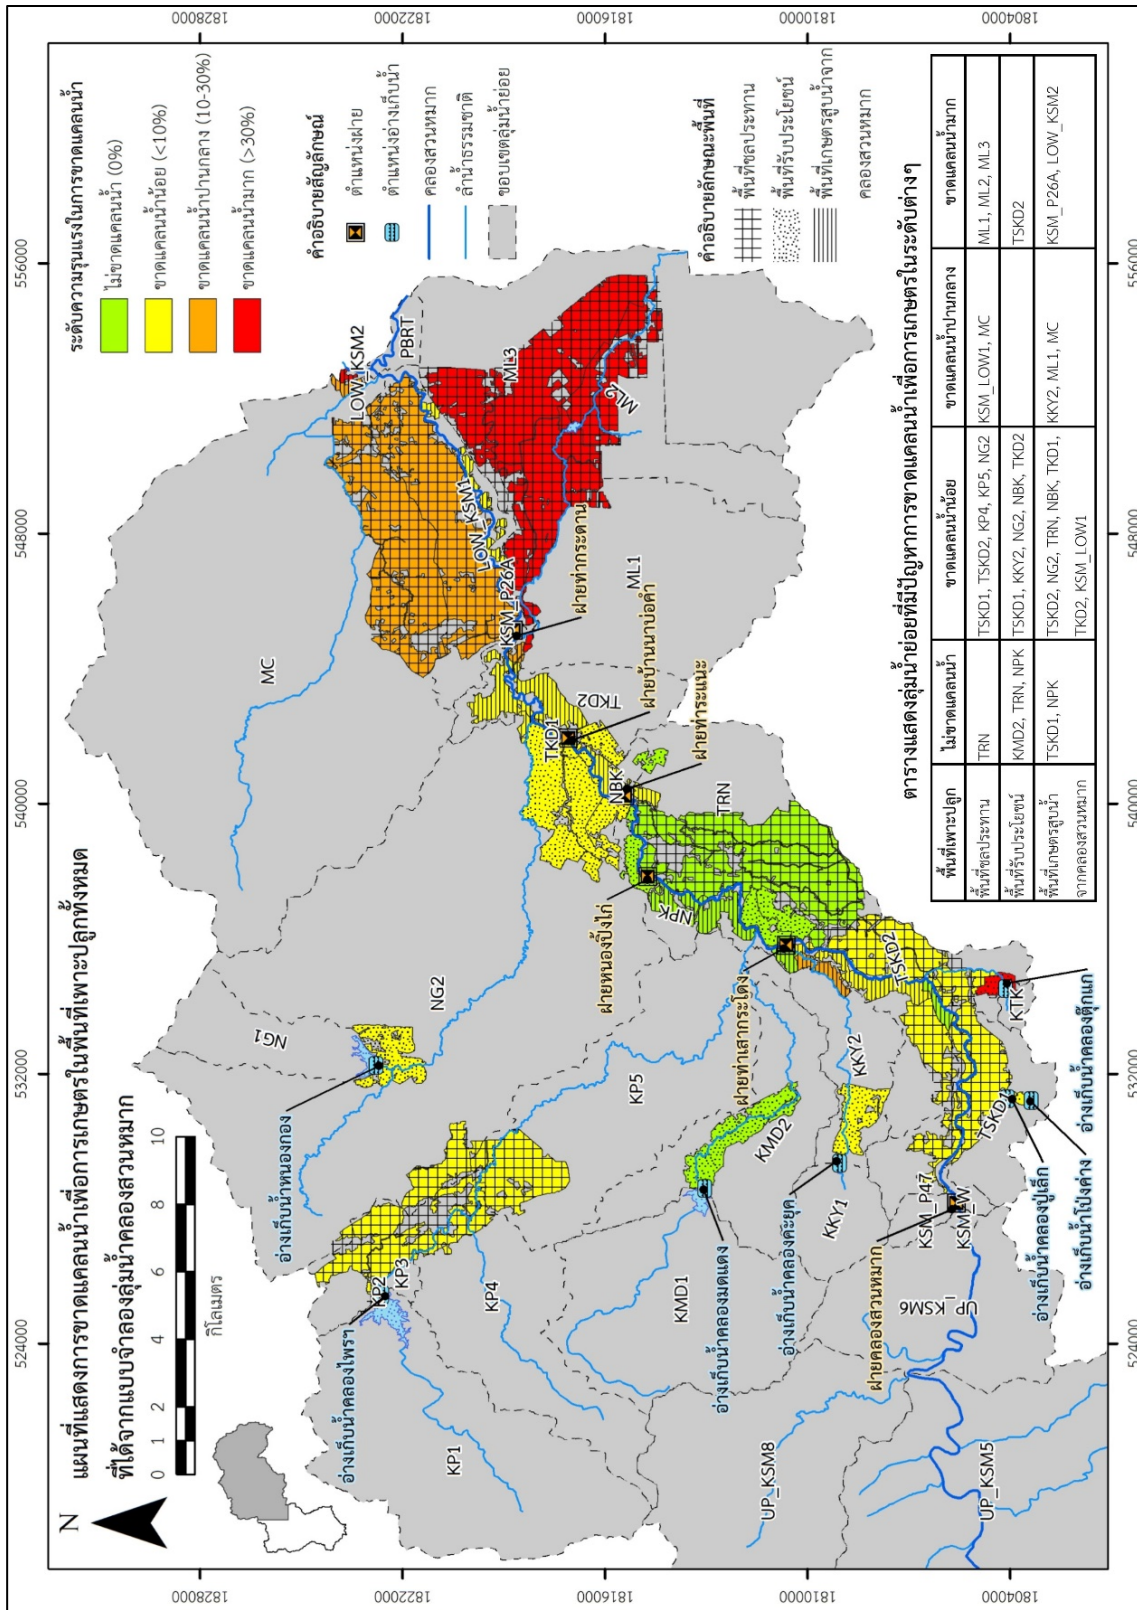 แผนที่แสดงการขาดแคลนน้ำเพื่อการเกษตรในพื้นที่เพาะปลูกทั้งหมด
ที่ได้จากแบบจำลองลุ่มน้ำคลองสวนหมาก
N
0 2 4 6 8 10
กิโลเมตร
524000 532000 540000 548000 556000
1828000 1822000 1816000 1810000 1804000
ระดับความรุนแรงในการขาดแคลนน้ำ
ไม่ขาดแคลนน้ำ (0%)
ขาดแคลนน้ำน้อย (<10%)
ขาดแคลนน้ำปานกลาง (10-30%)
ขาดแคลนน้ำมาก (>30%)
คำอธิบายสัญลักษณ์
ตำแหน่งฝาย
ตำแหน่งอ่างเก็บน้ำ
คลองสวนหมาก
ลำน้ำธรรมชาติ
ขอบเขตลุ่มน้ำย่อย
คำอธิบายลักษณะพื้นที่
พื้นที่ชลประทาน
พื้นที่รับประโยชน์
พื้นที่เกษตรสูบน้ำจาก
คลองสวนหมาก
MC
LOW_KSM2
PBRT
ML3
ML2
LOW_KSM1
KSM_P26A
ML1
ฝายท่ากระดาน
TKD2
TKD1
ฝายบ้านนาบ่อคำ
NBK
ฝายท่าระแนะ
TRN
NPK
ฝายหนองปิ้งไก่
NG1
NG2
อ่างเก็บน้ำหนองกอง
KP5
ฝายท่าเสากระโดง
TSKD2
KTK
KKY2
KMD2
TSKD1
อ่างเก็บน้ำคลองตุ๊กแก
อ่างเก็บน้ำโป่งค่าง
อ่างเก็บน้ำคลองปูเล็ก
KKY1
KSM_P47
KSM_W
KP2
KP3
KP4
KMD1
อ่างเก็บน้ำคลองไพรฯ
อ่างเก็บน้ำคลองมดแดง
อ่างเก็บน้ำคลองคะยุค
ฝายคลองสวนหมาก
UP_KSM6
KP1
UP_KSM8
UP_KSM5
ตารางแสดงลุ่มน้ำย่อยที่มีปัญหาการขาดแคลนน้ำเพื่อการเกษตรในระดับต่างๆ
พื้นที่เพาะปลูก ไม่ขาดแคลนน้ำ ขาดแคลนน้ำน้อย ขาดแคลนน้ำปานกลาง ขาดแคลนน้ำมาก
พื้นที่ชลประทาน TRN TSKD1, TSKD2, KP4, KP5, NG2 KSM_LOW1, MC ML1, ML2, ML3
พื้นที่รับประโยชน์ KMD2, TRN, NPK TSKD1, KKY2, NG2, NBK, TKD2 TSKD2
พื้นที่เกษตรสูบน้ำ TSKD1, NPK TSKD2, NG2, TRN, NBK, TKD1, KKY2, ML1, MC KSM_P26A, LOW_KSM2
จากคลองสวนหมาก TKD2, KSM_LOW1
524000 532000 540000 548000 556000
1828000 1822000 1816000 1810000 1804000